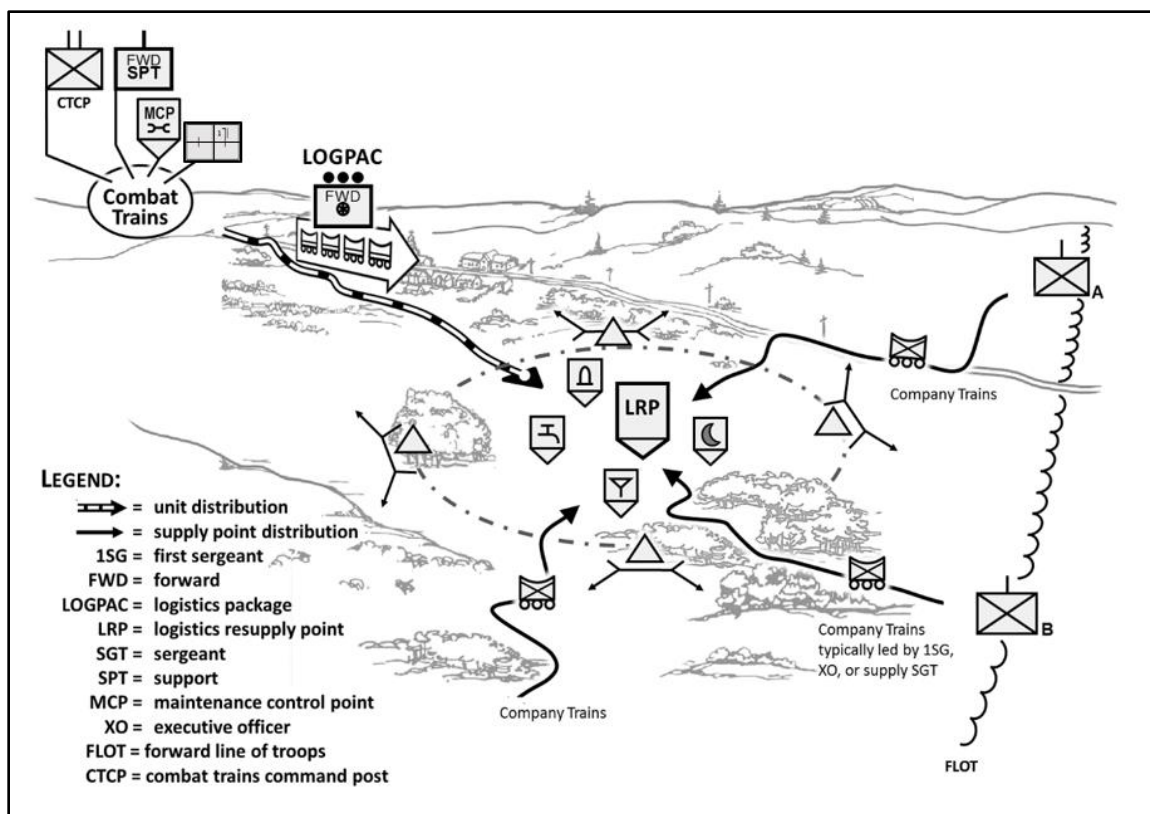 FWD
SPT
CTCP
MCP
Combat
Trains
LOGPAC
FWD
A
Company Trains
LRP
LEGEND:
= unit distribution
= supply point distribution
1SG = first sergeant
FWD = forward
LOGPAC = logistics package
LRP = logistics resupply point
SGT = sergeant
SPT = support
MCP = maintenance control point
XO = executive officer
FLOT = forward line of troops
CTCP = combat trains command post
Company Trains
B
Company Trains
typically led by 1SG,
XO, or supply SGT
FLOT